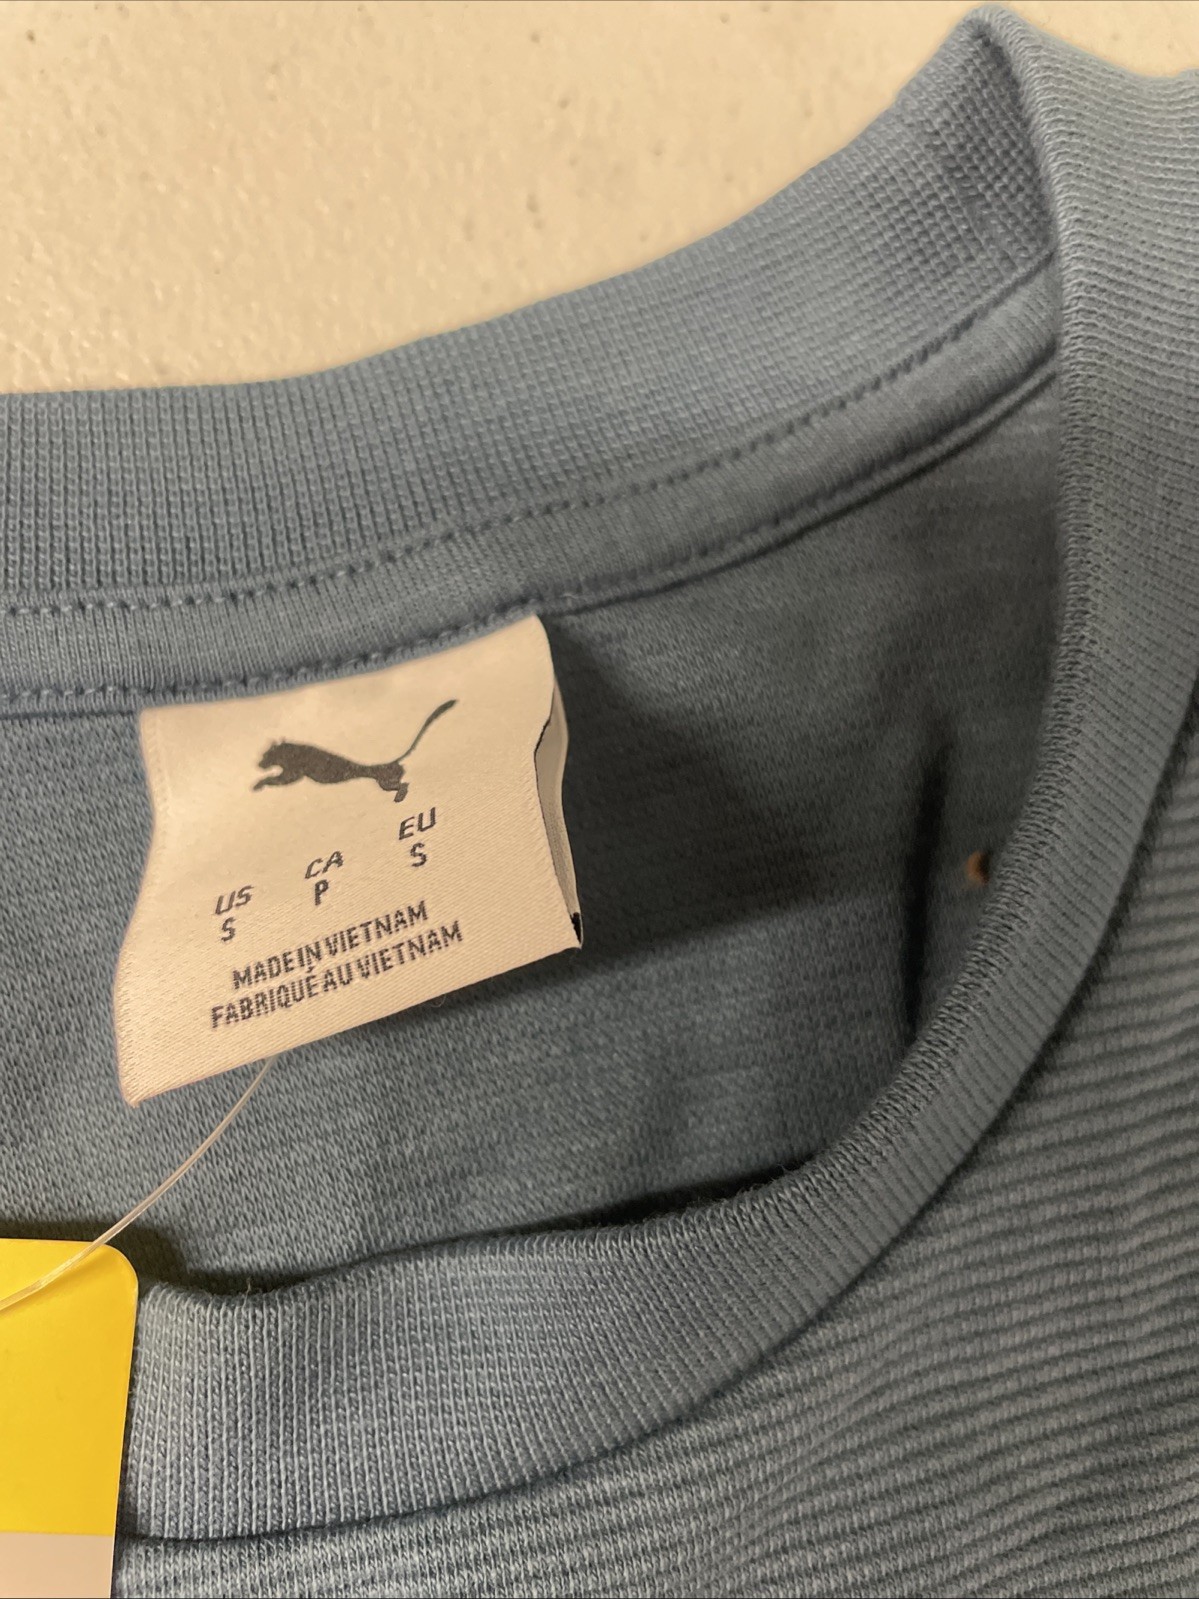 US CA EU
S P S
MADE IN VIETNAM
FABRIQUÉ AU VIETNAM